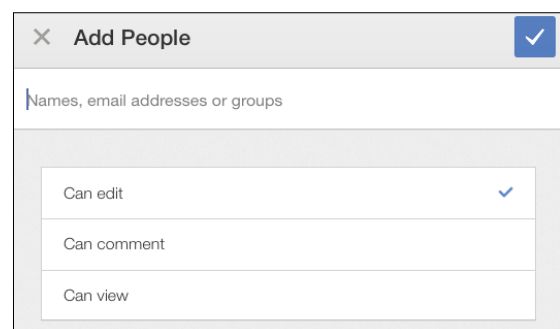 Add People
Names, email addresses or groups
Can edit
Can comment
Can view